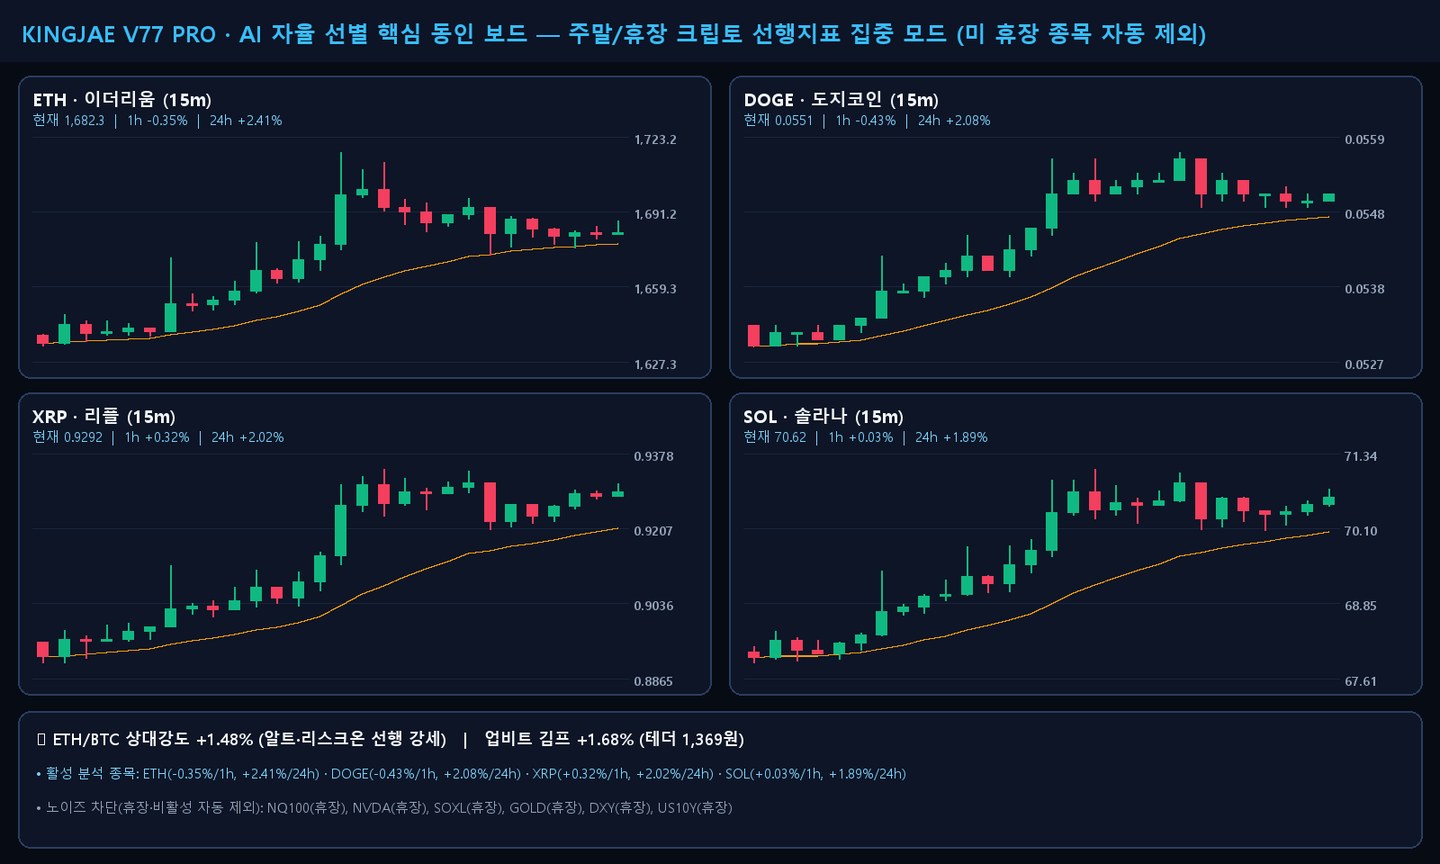 KINGJAE V77 PRO · AI 자율 선별 핵심 동인 보드 — 주말/휴장 크립토 선행지표 집중 모드 (미 휴장 종목 자동 제외)
ETH · 이더리움 (15m)
현재 1,682.3 | 1h -0.35% | 24h +2.41%
1,723.2
1,691.2
1,659.3
1,627.3
DOGE · 도지코인 (15m)
현재 0.0551 | 1h -0.43% | 24h +2.08%
0.0559
0.0548
0.0538
0.0527
XRP · 리플 (15m)
현재 0.9292 | 1h +0.32% | 24h +2.02%
0.9378
0.9207
0.9036
0.8865
SOL · 솔라나 (15m)
현재 70.62 | 1h +0.03% | 24h +1.89%
71.34
70.10
68.85
67.61
▯ ETH/BTC 상대강도 +1.48% (알트·리스크온 선행 강세) | 업비트 김프 +1.68% (테더 1,369원)
• 활성 분석 종목: ETH(-0.35%/1h, +2.41%/24h) · DOGE(-0.43%/1h, +2.08%/24h) · XRP(+0.32%/1h, +2.02%/24h) · SOL(+0.03%/1h, +1.89%/24h)
• 노이즈 차단(휴장·비활성 자동 제외): NQ100(휴장), NVDA(휴장), SOXL(휴장), GOLD(휴장), DXY(휴장), US10Y(휴장)